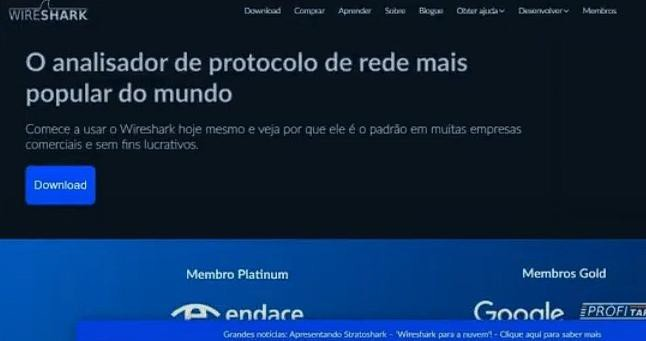 WIRESHARK
Download Comprar Aprender Sobre Blogue Obter ajuda Desenvolver Membros
O analisador de protocolo de rede mais
popular do mundo
Comece a usar o Wireshark hoje mesmo e veja por que ele é o padrão em muitas empresas
comerciais e sem fins lucrativos.
Download
Membro Platinum
Membros Gold
endace
Google
PROFITAP
Grandes notícias: Apresentando Stratoshark – 'Wireshark para a nuvem'! - Clique aqui para saber mais